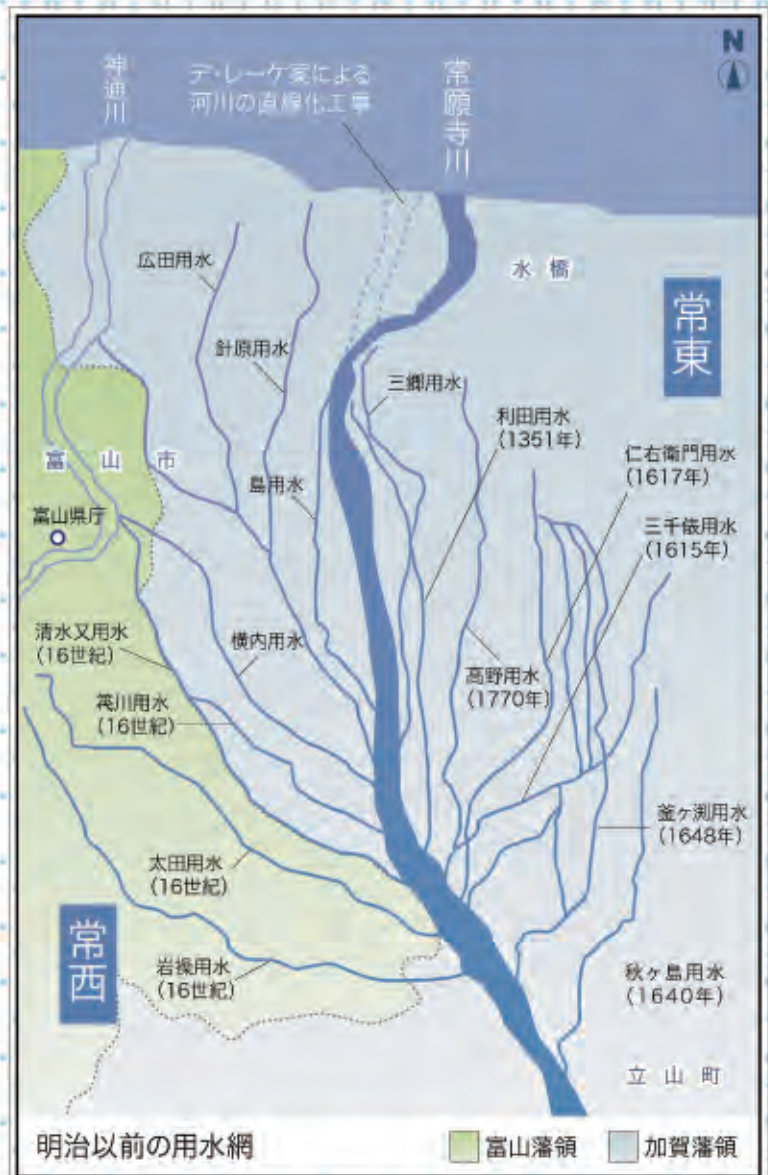 N
神通川
デ・レーケ案による
河川の直線化工事
常願寺川
水橋
常東
広田用水
針原用水
三郷用水
利田用水
(1351年)
仁右衛門用水
(1617年)
三千俵用水
(1615年)
富山市
島用水
富山県庁
清水又用水
(16世紀)
横内用水
高野用水
(1770年)
筏川用水
(16世紀)
釜ヶ渕用水
(1648年)
太田用水
(16世紀)
常西
岩操用水
(16世紀)
秋ヶ島用水
(1640年)
立山町
明治以前の用水網
富山藩領
加賀藩領